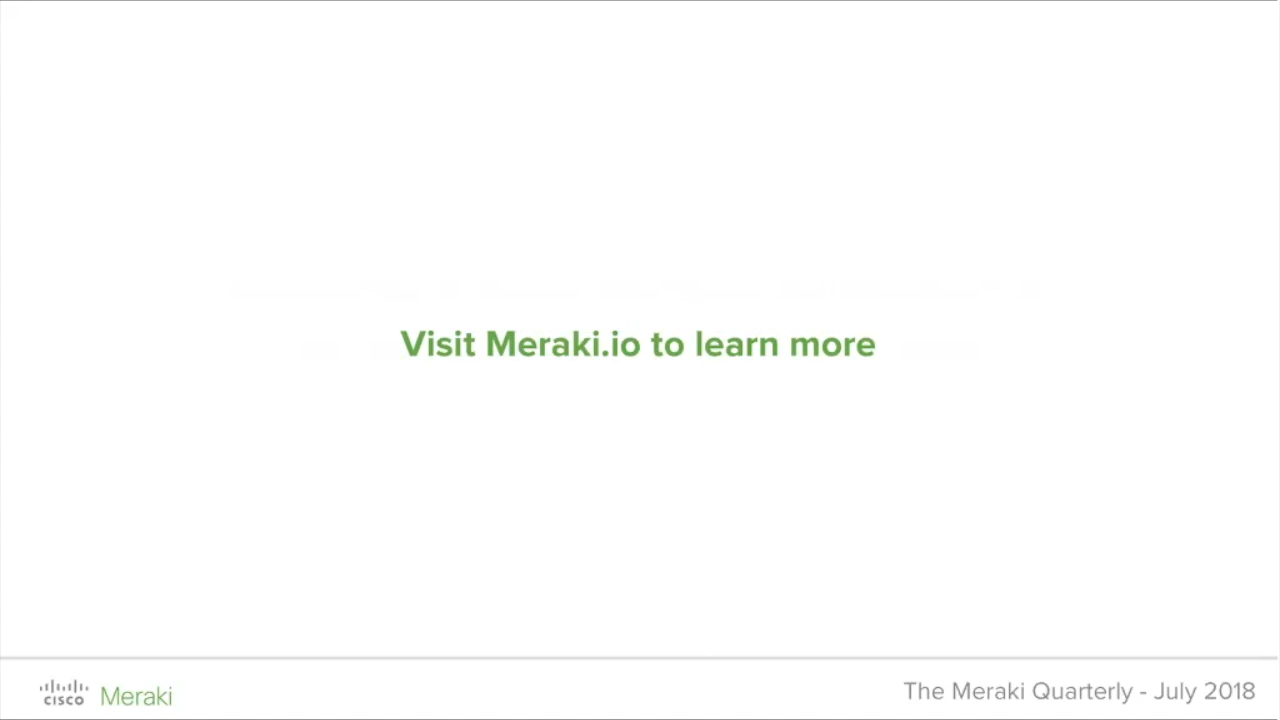 Visit Meraki.io to learn more
cisco Meraki
The Meraki Quarterly - July 2018